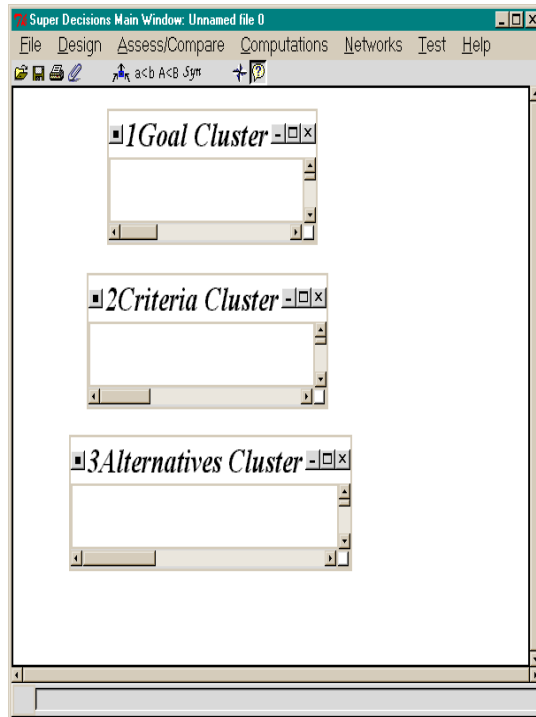 Super Decisions Main Window: Unnamed file 0
File Design Assess/Compare Computations Networks Test Help
a<b A<B Syn
1Goal Cluster
2Criteria Cluster
3Alternatives Cluster